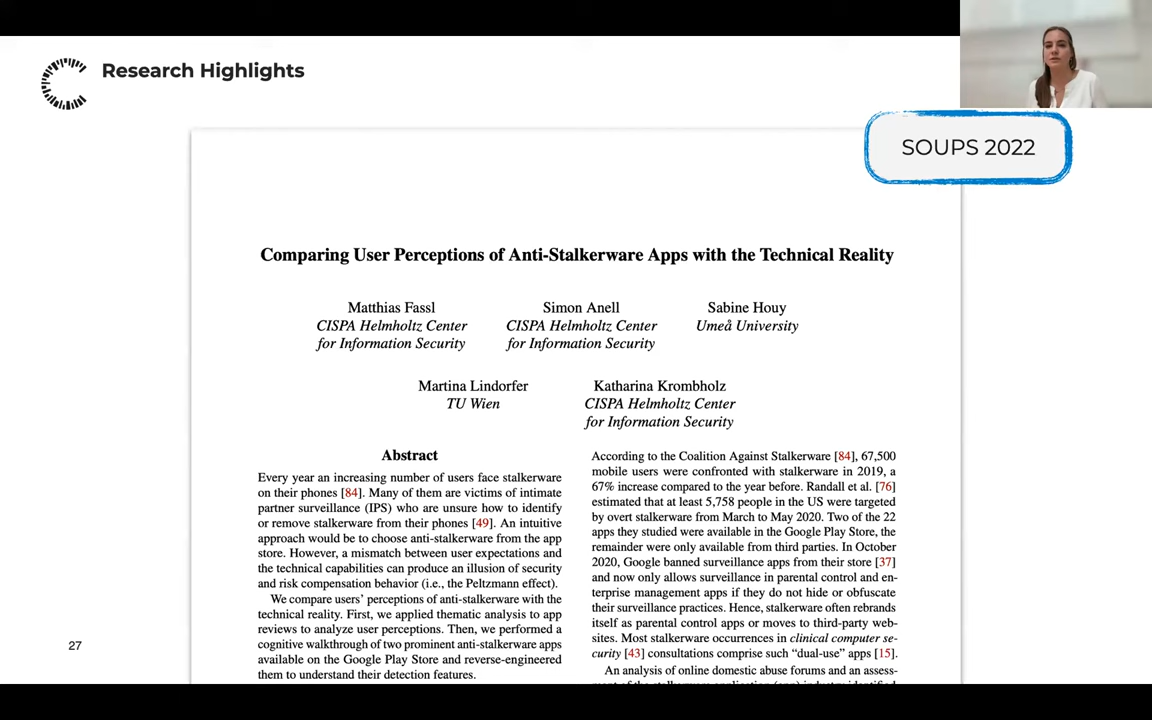 Research Highlights
SOUPS 2022
Comparing User Perceptions of Anti-Stalkerware Apps with the Technical Reality
Matthias Fassl
CISPA Helmholtz Center
for Information Security
Simon Anell
CISPA Helmholtz Center
for Information Security
Sabine Houy
Umeå University
Martina Lindorfer
TU Wien
Katharina Krombholz
CISPA Helmholtz Center
for Information Security
Abstract
Every year an increasing number of users face stalkerware
on their phones [84]. Many of them are victims of intimate
partner surveillance (IPS) who are unsure how to identify
or remove stalkerware from their phones [49]. An intuitive
approach would be to choose anti-stalkerware from the app
store. However, a mismatch between user expectations and
the technical capabilities can produce an illusion of security
and risk compensation behavior (i.e., the Peltzmann effect).
We compare users' perceptions of anti-stalkerware with the
technical reality. First, we applied thematic analysis to app
reviews to analyze user perceptions. Then, we performed a
cognitive walkthrough of two prominent anti-stalkerware apps
available on the Google Play Store and reverse-engineered
them to understand their detection features.
According to the Coalition Against Stalkerware [84], 67,500
mobile users were confronted with stalkerware in 2019, a
67% increase compared to the year before. Randall et al. [76]
estimated that at least 5,758 people in the US were targeted
by overt stalkerware from March to May 2020. Two of the 22
apps they studied were available in the Google Play Store, the
remainder were only available from third parties. In October
2020, Google banned surveillance apps from their store [37]
and now only allows surveillance in parental control and en-
terprise management apps if they do not hide or obfuscate
their surveillance practices. Hence, stalkerware often rebrands
itself as parental control apps or moves to third-party web-
sites. Most stalkerware occurrences in clinical computer se-
curity [43] consultations comprise such “dual-use” apps [15].
An analysis of online domestic abuse forums and an assess-
27